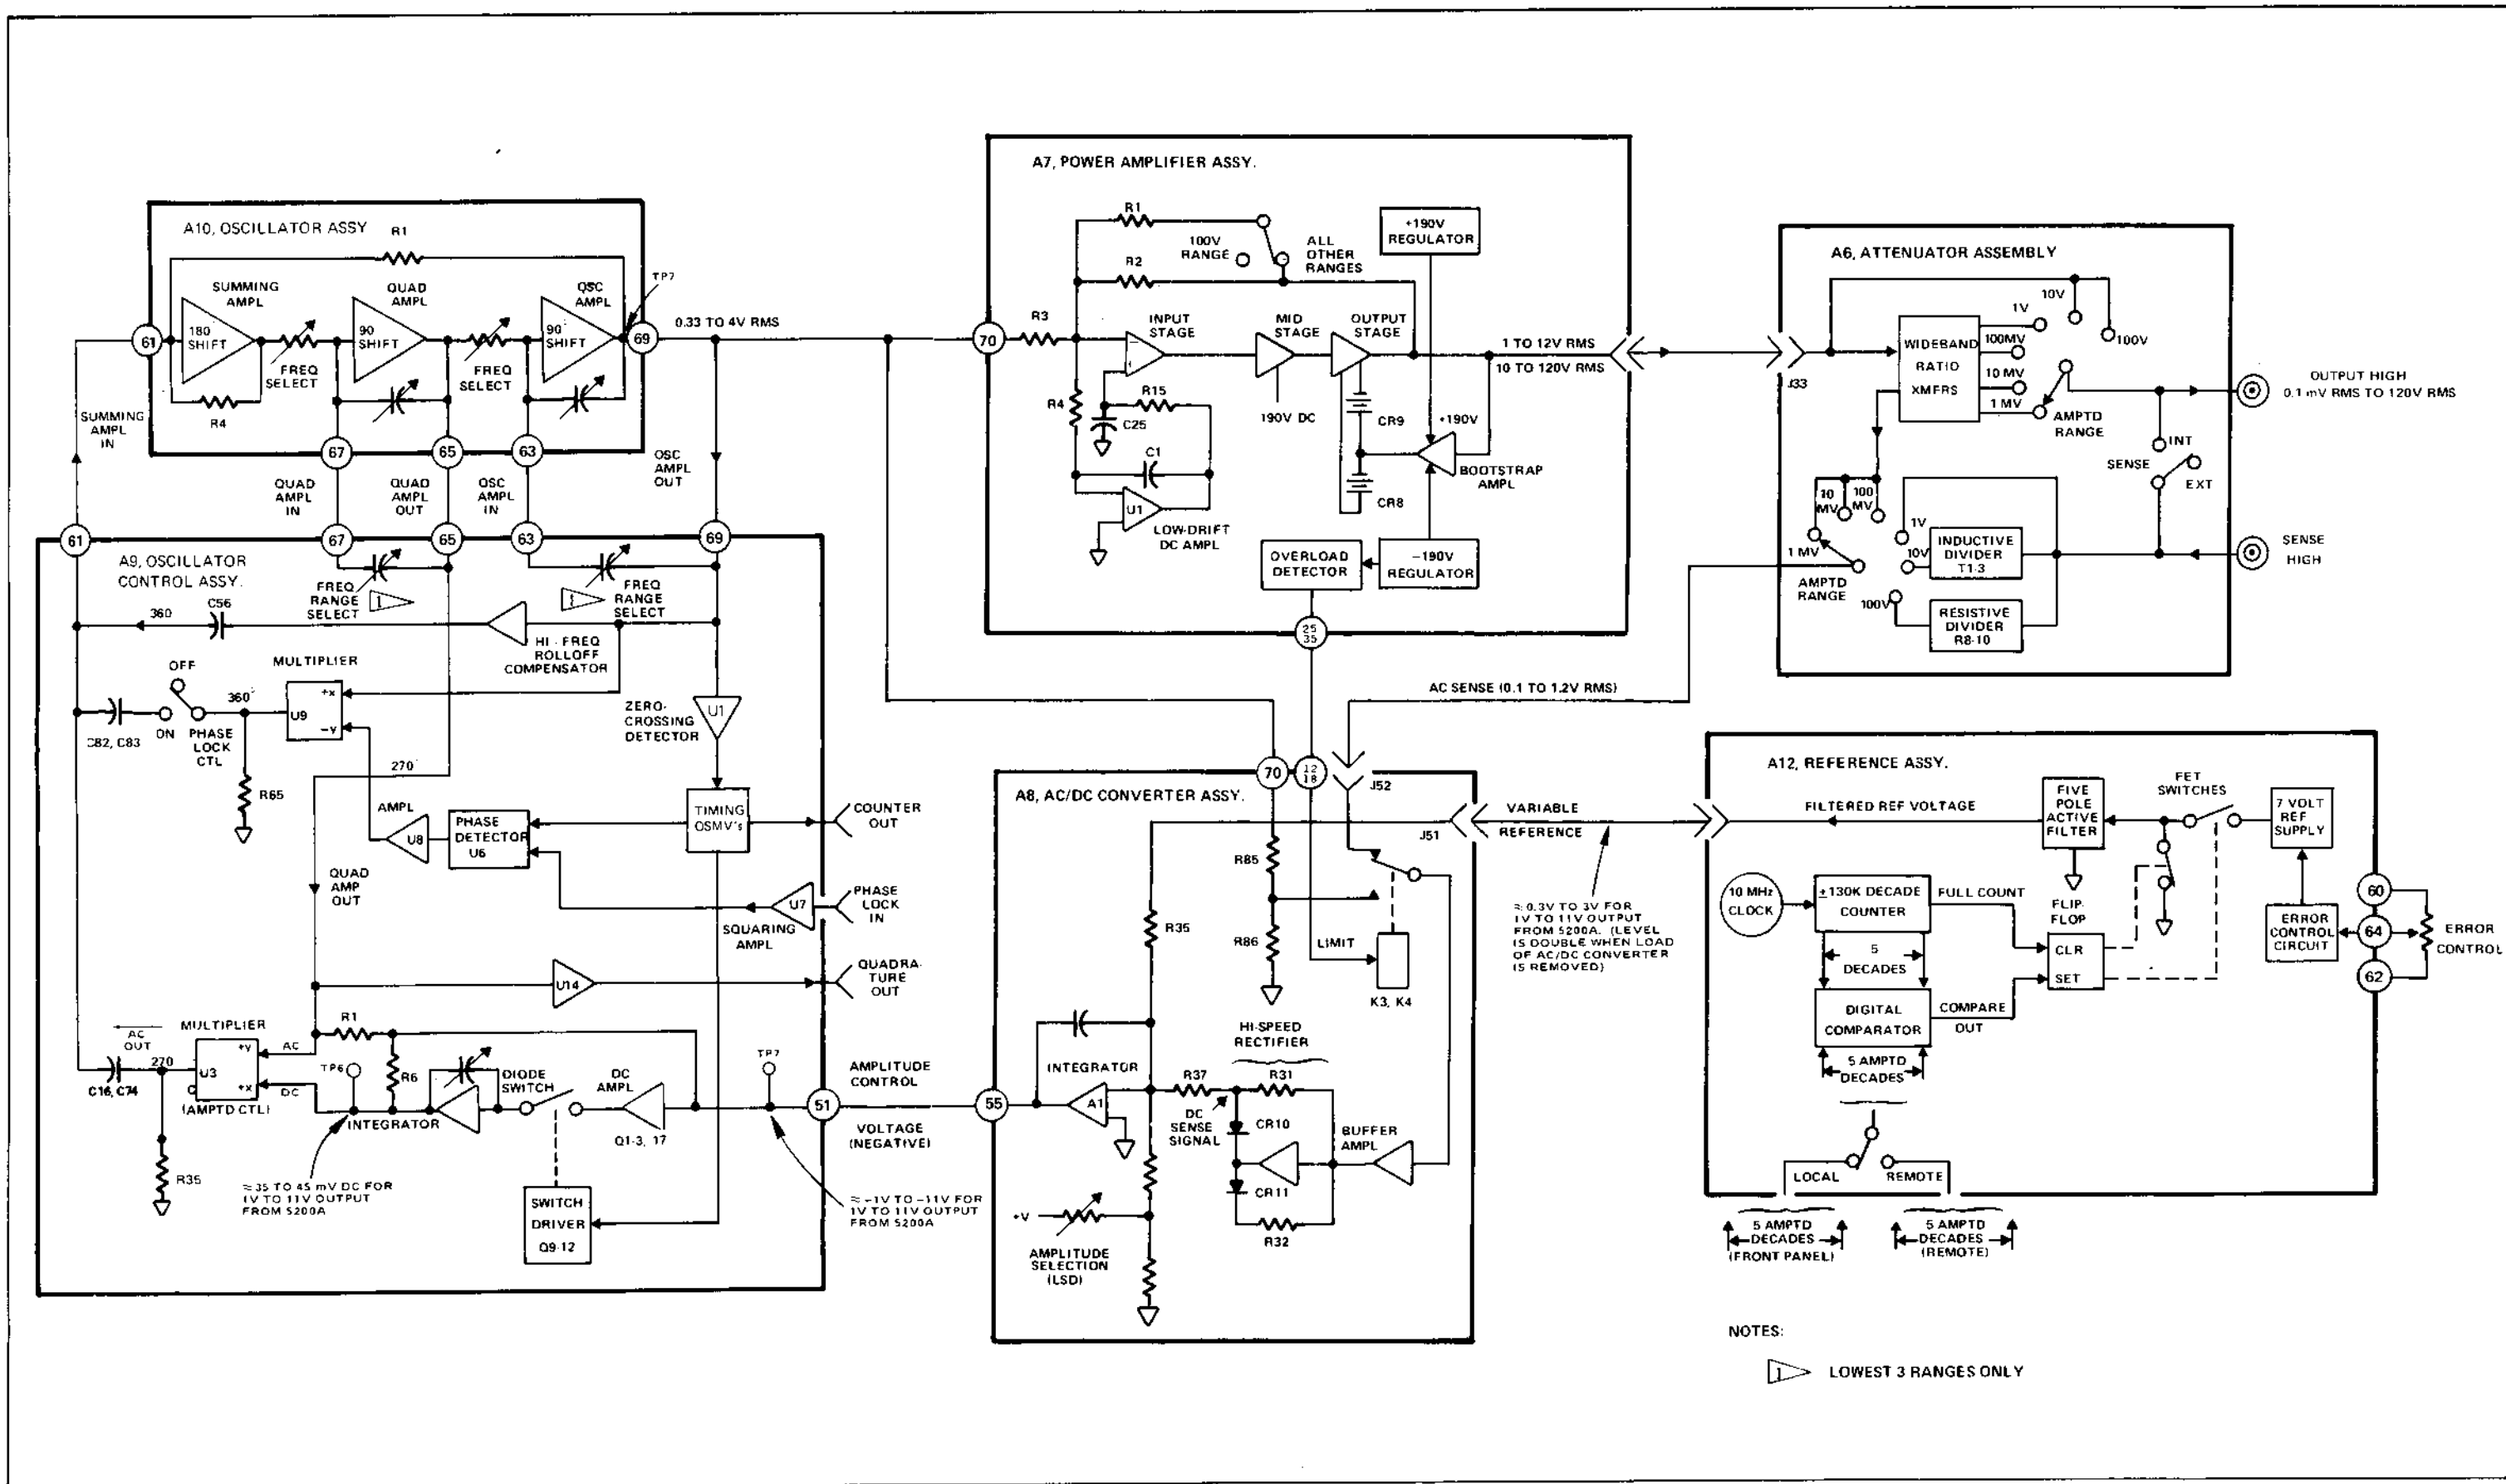 A10, OSCILLATOR ASSY
R1
TP7
SUMMING
AMPL
QUAD
AMPL
OSC
AMPL
61
180
SHIFT
90
SHIFT
90
SHIFT
69
0.33 TO 4V RMS
FREQ
SELECT
FREQ
SELECT
R4
SUMMING
AMPL
IN
67
65
63
QUAD
AMPL
IN
QUAD
AMPL
OUT
OSC
AMPL
IN
OSC
AMPL
OUT
61
67
65
63
69
A9, OSCILLATOR
CONTROL ASSY.
FREQ
RANGE
SELECT
1
FREQ
RANGE
SELECT
1
360
C56
HI-FREQ
ROLLOFF
COMPENSATOR
OFF
MULTIPLIER
360°
U9
+x
-y
C82, C83
ON
PHASE
LOCK
CTL
R65
ZERO-
CROSSING
DETECTOR
U1
270
AMPL
U8
PHASE
DETECTOR
U6
TIMING
OSMV's
COUNTER
OUT
QUAD
AMP
OUT
U7
SQUARING
AMPL
PHASE
LOCK
IN
U14
QUADRA-
TURE
OUT
AC
OUT
MULTIPLIER
R1
270
U3
+y
+x
AC
DC
C16, C74
(AMPTD CTL)
TP6
R6
DIODE
SWITCH
DC
AMPL
TP7
INTEGRATOR
Q1-3, 17
R35
≈ 35 TO 45 mV DC FOR
1V TO 11V OUTPUT
FROM 5200A
SWITCH
DRIVER
Q9-12
≈ -1V TO -11V FOR
1V TO 11V OUTPUT
FROM 5200A
51
AMPLITUDE
CONTROL
VOLTAGE
(NEGATIVE)
55
A7, POWER AMPLIFIER ASSY.
R1
100V
RANGE
ALL
OTHER
RANGES
+190V
REGULATOR
R2
70
R3
INPUT
STAGE
MID
STAGE
OUTPUT
STAGE
1 TO 12V RMS
10 TO 120V RMS
R4
R15
C25
C1
190V DC
CR9
CR8
+190V
BOOTSTRAP
AMPL
U1
LOW-DRIFT
DC AMPL
OVERLOAD
DETECTOR
-190V
REGULATOR
25
35
A6, ATTENUATOR ASSEMBLY
J33
WIDEBAND
RATIO
XMFRS
1V
10V
100V
100MV
10 MV
1 MV
AMPTD
RANGE
OUTPUT HIGH
0.1 mV RMS TO 120V RMS
INT
SENSE
EXT
SENSE
HIGH
10
MV
100
MV
1 MV
AMPTD
RANGE
1V
10V
100V
INDUCTIVE
DIVIDER
T1-3
RESISTIVE
DIVIDER
R8-10
AC SENSE (0.1 TO 1.2V RMS)
A8, AC/DC CONVERTER ASSY.
70
12
18
J52
J51
VARIABLE
REFERENCE
R85
R35
R86
LIMIT
K3, K4
HI-SPEED
RECTIFIER
INTEGRATOR
A1
R37
R31
DC
SENSE
SIGNAL
CR10
CR11
R32
BUFFER
AMPL
+V
AMPLITUDE
SELECTION
(LSD)
≈ 0.3V TO 3V FOR
1V TO 11V OUTPUT
FROM 5200A. (LEVEL
IS DOUBLE WHEN LOAD
OF AC/DC CONVERTER
IS REMOVED)
A12, REFERENCE ASSY.
FILTERED REF VOLTAGE
FIVE
POLE
ACTIVE
FILTER
FET
SWITCHES
7 VOLT
REF
SUPPLY
10 MHz
CLOCK
±130K DECADE
COUNTER
FULL COUNT
FLIP-
FLOP
CLR
SET
ERROR
CONTROL
CIRCUIT
60
64
62
ERROR
CONTROL
5
DECADES
DIGITAL
COMPARATOR
COMPARE
OUT
5 AMPTD
DECADES
LOCAL
REMOTE
5 AMPTD
DECADES
(FRONT PANEL)
5 AMPTD
DECADES
(REMOTE)
NOTES:
1 LOWEST 3 RANGES ONLY